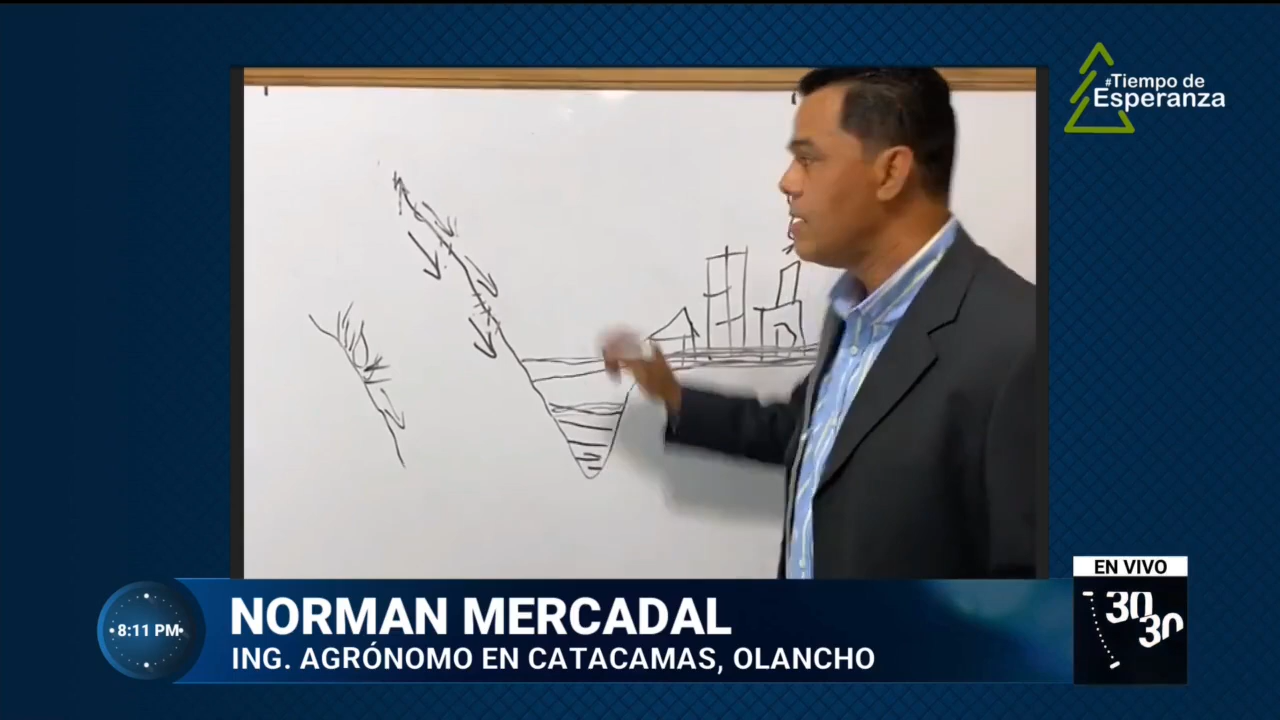 #Tiempo de
Esperanza
EN VIVO
30
30
8:11 PM
NORMAN MERCADAL
ING. AGRÓNOMO EN CATACAMAS, OLANCHO